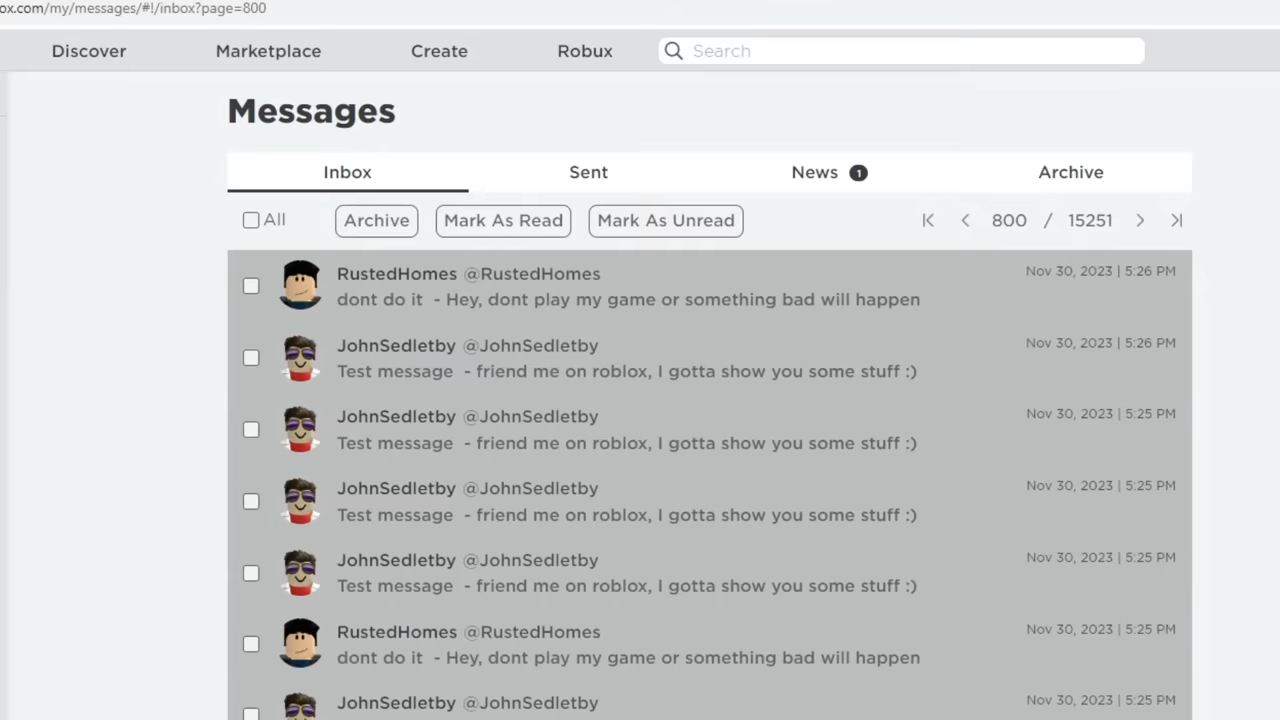 ox.com/my/messages/#!/inbox?page=800
Discover Marketplace Create Robux Search
Messages
Inbox Sent News 1 Archive
All Archive Mark As Read Mark As Unread 800 / 15251
RustedHomes @RustedHomes Nov 30, 2023 | 5:26 PM
dont do it - Hey, dont play my game or something bad will happen
JohnSedletby @JohnSedletby Nov 30, 2023 | 5:26 PM
Test message - friend me on roblox, I gotta show you some stuff :)
JohnSedletby @JohnSedletby Nov 30, 2023 | 5:25 PM
Test message - friend me on roblox, I gotta show you some stuff :)
JohnSedletby @JohnSedletby Nov 30, 2023 | 5:25 PM
Test message - friend me on roblox, I gotta show you some stuff :)
JohnSedletby @JohnSedletby Nov 30, 2023 | 5:25 PM
Test message - friend me on roblox, I gotta show you some stuff :)
RustedHomes @RustedHomes Nov 30, 2023 | 5:25 PM
dont do it - Hey, dont play my game or something bad will happen
JohnSedletby @JohnSedletby Nov 30, 2023 | 5:25 PM